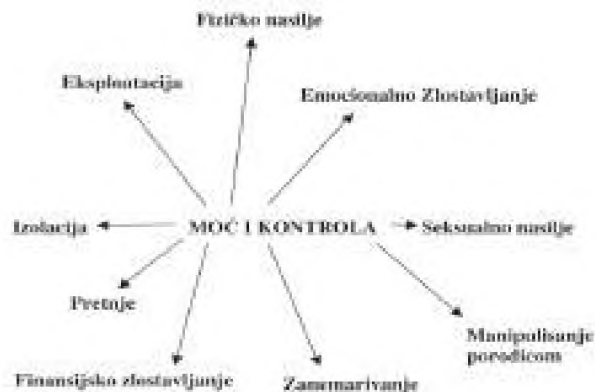 Fizičko nasilje
Eksploatacija
Emocionalno Zlostavljanje
Izolacija
MOĆ I KONTROLA
Seksualno nasilje
Pretnje
Manipulisanje
porodicom
Finansijsko zlostavljanje
Zanemarivanje